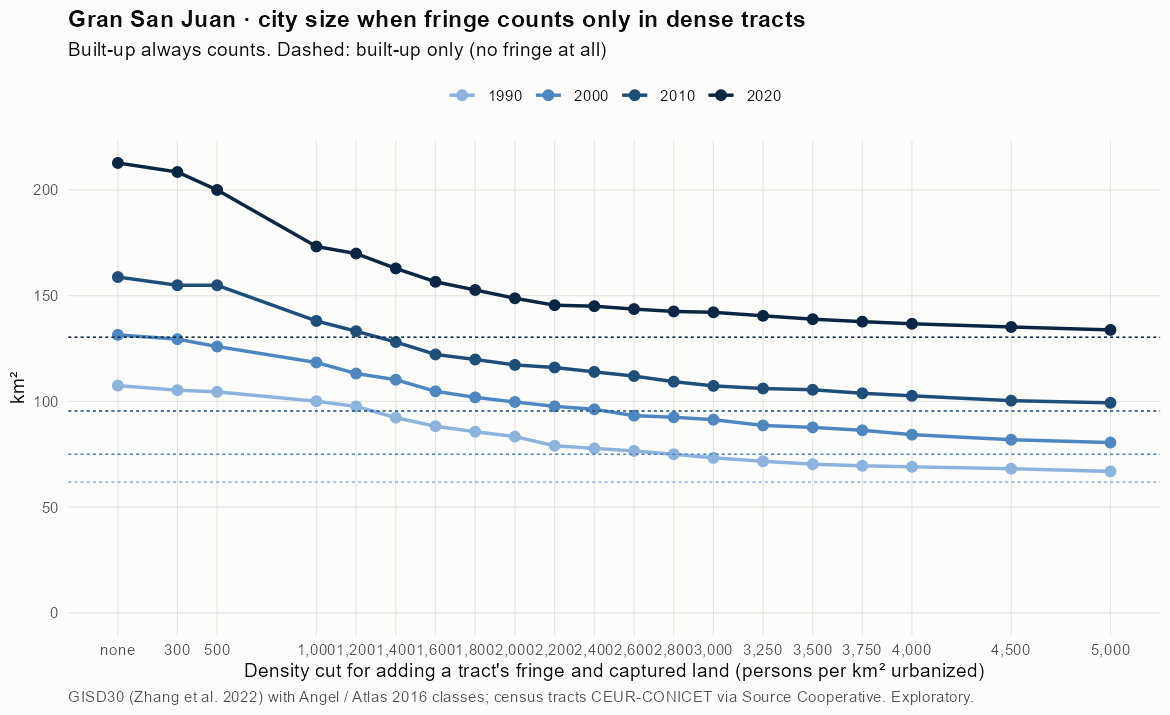 Gran San Juan · city size when fringe counts only in dense tracts
Built-up always counts. Dashed: built-up only (no fringe at all)
1990 2000 2010 2020
km²
200
150
100
50
0
none 300 500 1,000 1,200 1,400 1,600 1,800 2,000 2,200 2,400 2,600 2,800 3,000 3,250 3,500 3,750 4,000 4,500 5,000
Density cut for adding a tract's fringe and captured land (persons per km² urbanized)
GISD30 (Zhang et al. 2022) with Angel / Atlas 2016 classes; census tracts CEUR-CONICET via Source Cooperative. Exploratory.